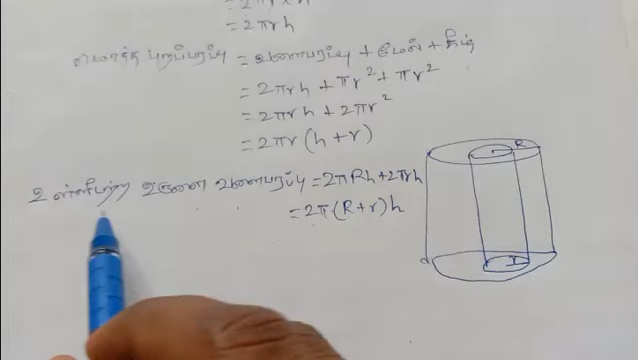 = 2πrh
மொத்த புறப்பரப்பு = வளைபரப்பு + மேல் + கீழ்
= 2πrh + πr² + πr²
= 2πrh + 2πr²
= 2πr (h + r)
உள்ளீடற்ற உருளை வளைபரப்பு = 2πRh + 2πrh
= 2π (R + r) h
R
r